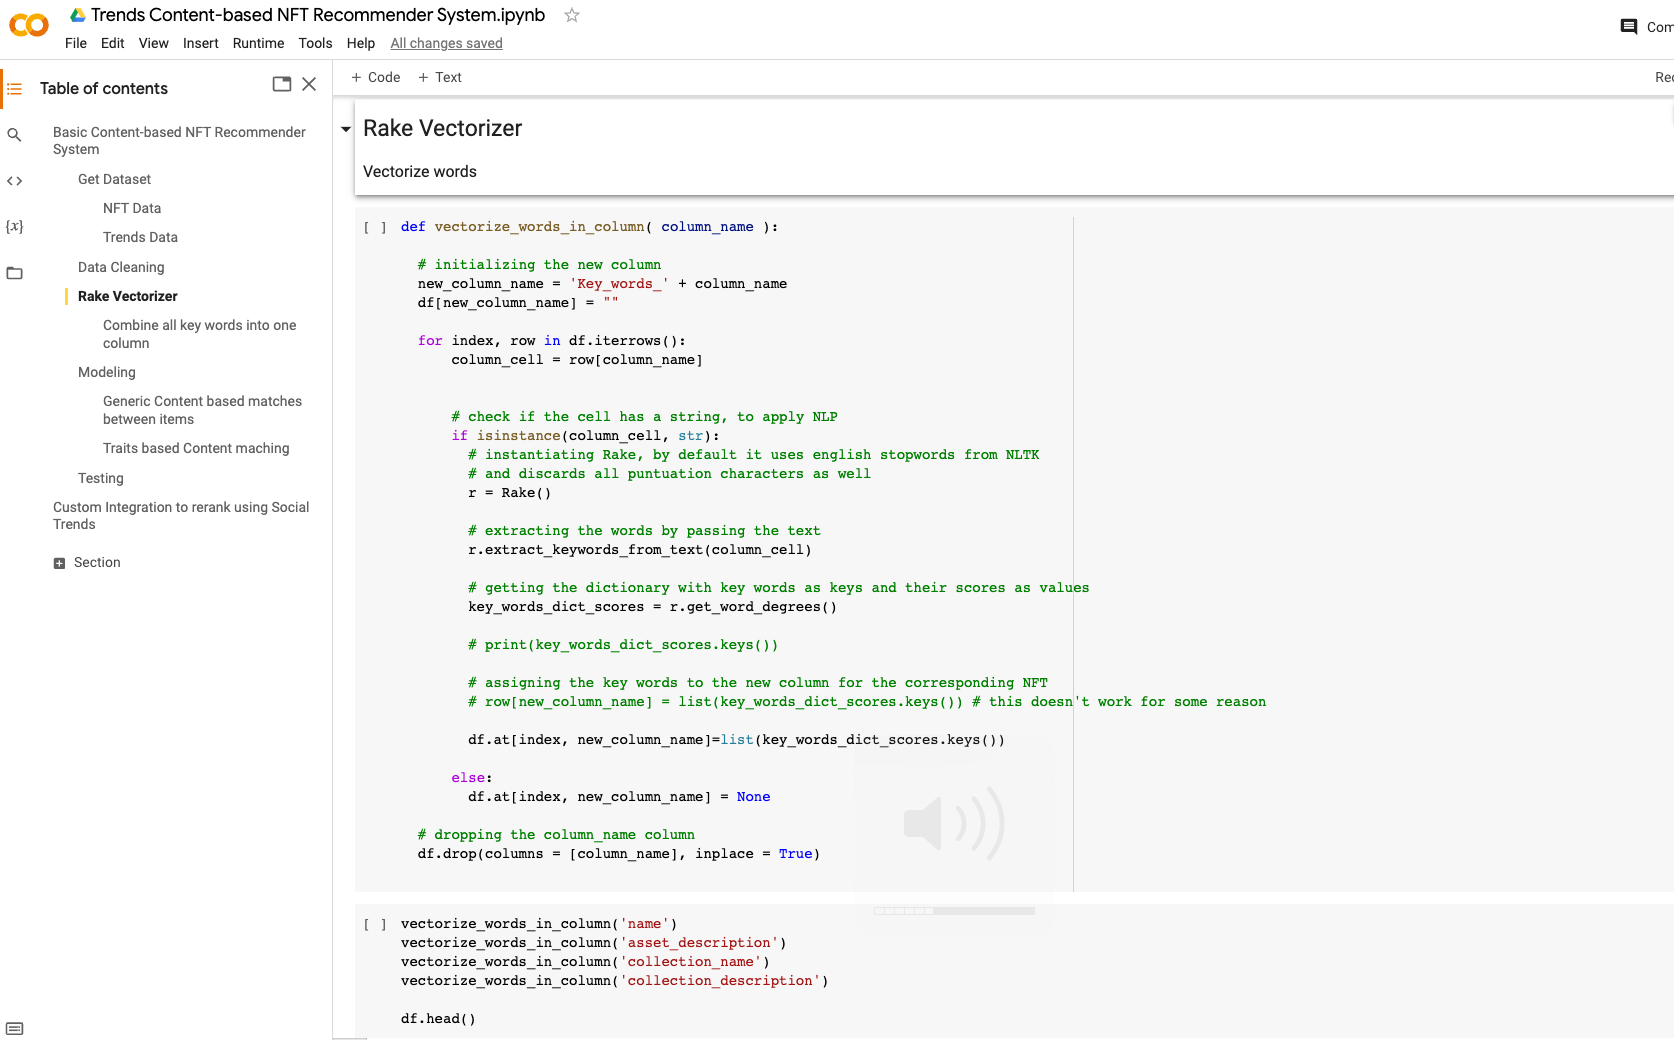 Trends Content-based NFT Recommender System.ipynb
File Edit View Insert Runtime Tools Help All changes saved
Table of contents
Basic Content-based NFT Recommender
System
Get Dataset
NFT Data
Trends Data
Data Cleaning
Rake Vectorizer
Combine all key words into one
column
Modeling
Generic Content based matches
between items
Traits based Content maching
Testing
Custom Integration to rerank using Social
Trends
Section
{x}
+ Code + Text
Rake Vectorizer
Vectorize words
[ ] def vectorize_words_in_column( column_name ):
# initializing the new column
new_column_name = 'Key_words_' + column_name
df[new_column_name] = ""
for index, row in df.iterrows():
column_cell = row[column_name]
# check if the cell has a string, to apply NLP
if isinstance(column_cell, str):
# instantiating Rake, by default it uses english stopwords from NLTK
# and discards all puntuation characters as well
r = Rake()
# extracting the words by passing the text
r.extract_keywords_from_text(column_cell)
# getting the dictionary with key words as keys and their scores as values
key_words_dict_scores = r.get_word_degrees()
# print(key_words_dict_scores.keys())
# assigning the key words to the new column for the corresponding NFT
# row[new_column_name] = list(key_words_dict_scores.keys()) # this doesn't work for some reason
df.at[index, new_column_name]=list(key_words_dict_scores.keys())
else:
df.at[index, new_column_name] = None
# dropping the column_name column
df.drop(columns = [column_name], inplace = True)
[ ] vectorize_words_in_column('name')
vectorize_words_in_column('asset_description')
vectorize_words_in_column('collection_name')
vectorize_words_in_column('collection_description')
df.head()